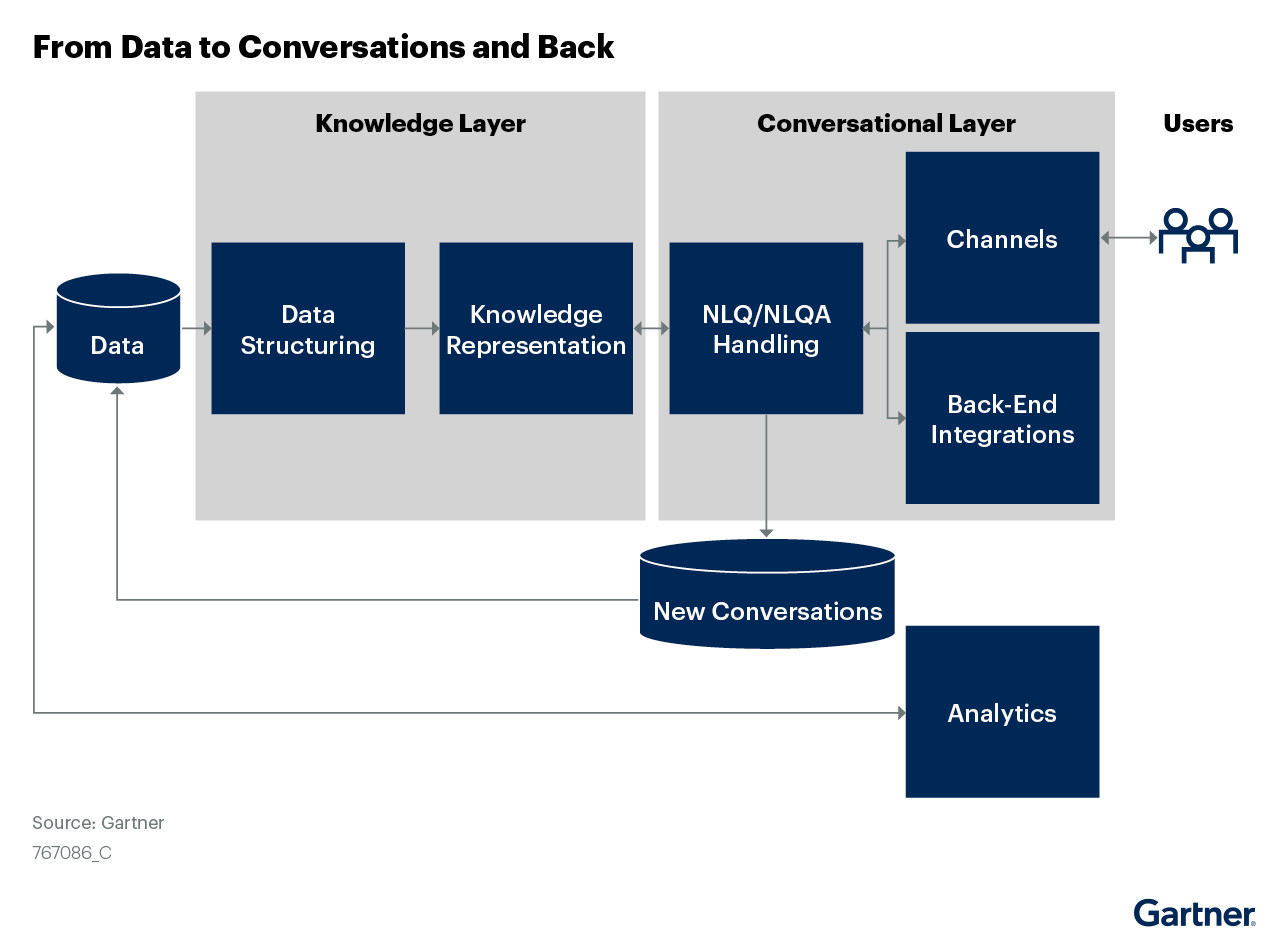 From Data to Conversations and Back
Knowledge Layer
Conversational Layer
Users
Data
Data
Structuring
Knowledge
Representation
NLQ/NLQA
Handling
Channels
Back-End
Integrations
New Conversations
Analytics
Source: Gartner
767086_C
Gartner®